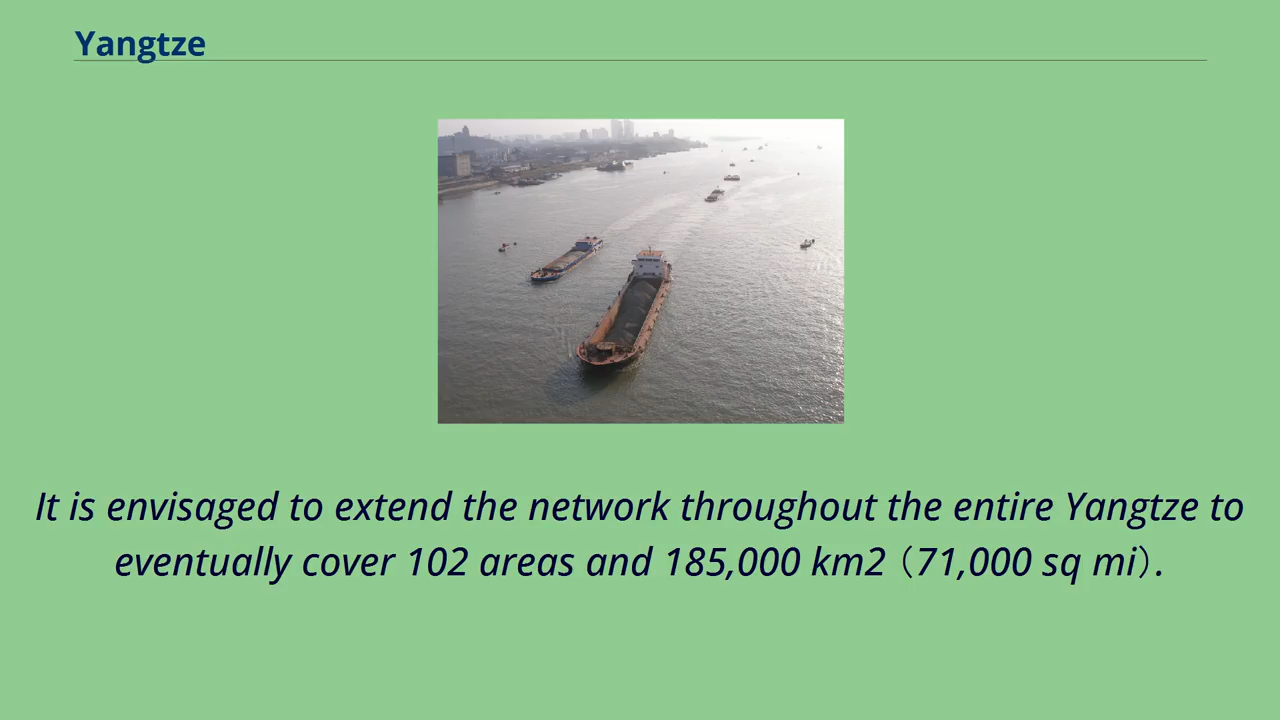 Yangtze
It is envisaged to extend the network throughout the entire Yangtze to
eventually cover 102 areas and 185,000 km2（71,000 sq mi）.